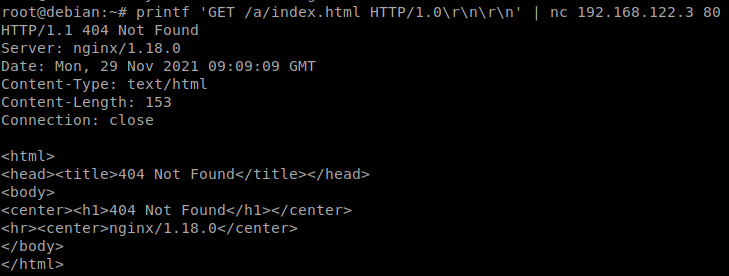 root@debian:~# printf 'GET /a/index.html HTTP/1.0\r\n\r\n' | nc 192.168.122.3 80
HTTP/1.1 404 Not Found
Server: nginx/1.18.0
Date: Mon, 29 Nov 2021 09:09:09 GMT
Content-Type: text/html
Content-Length: 153
Connection: close

<html>
<head><title>404 Not Found</title></head>
<body>
<center><h1>404 Not Found</h1></center>
<hr><center>nginx/1.18.0</center>
</body>
</html>